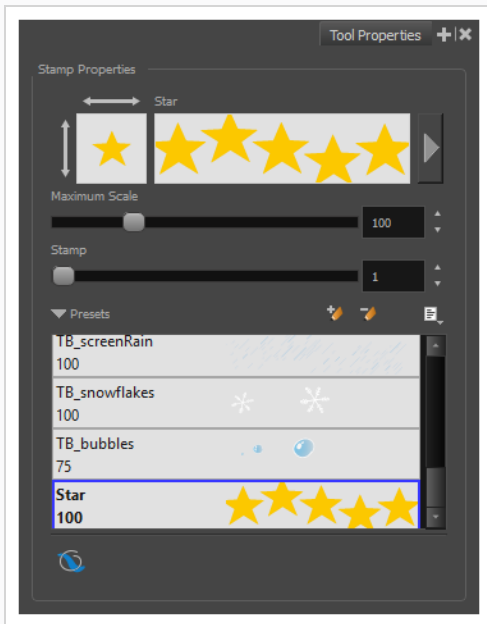 Tool Properties
Stamp Properties
Star
Maximum Scale
100
Stamp
1
Presets
TB_screenRain
100
TB_snowflakes
100
TB_bubbles
75
Star
100